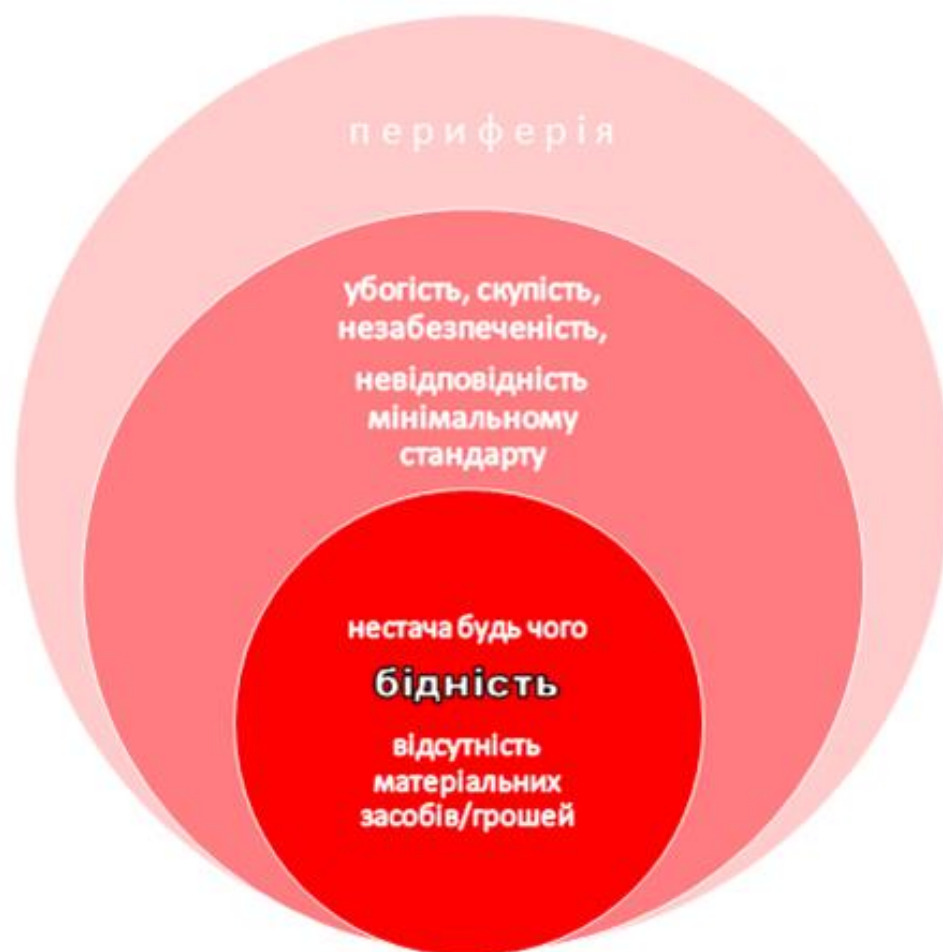 периферія
убогість, скупість,
незабезпеченість,
невідповідність
мінімальному
стандарту
нестача будь чого
бідність
відсутність
матеріальних
засобів/грошей